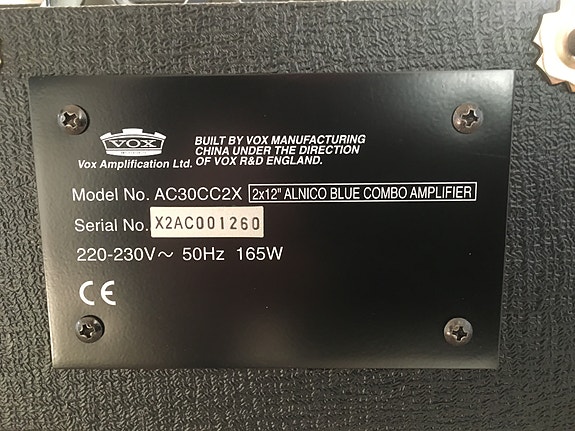 VOX
BUILT BY VOX MANUFACTURING
CHINA UNDER THE DIRECTION
Vox Amplification Ltd. OF VOX R&D ENGLAND.
Model No. AC30CC2X 2x12" ALNICO BLUE COMBO AMPLIFIER
Serial No. X2AC001260
220-230V～ 50Hz 165W
CE